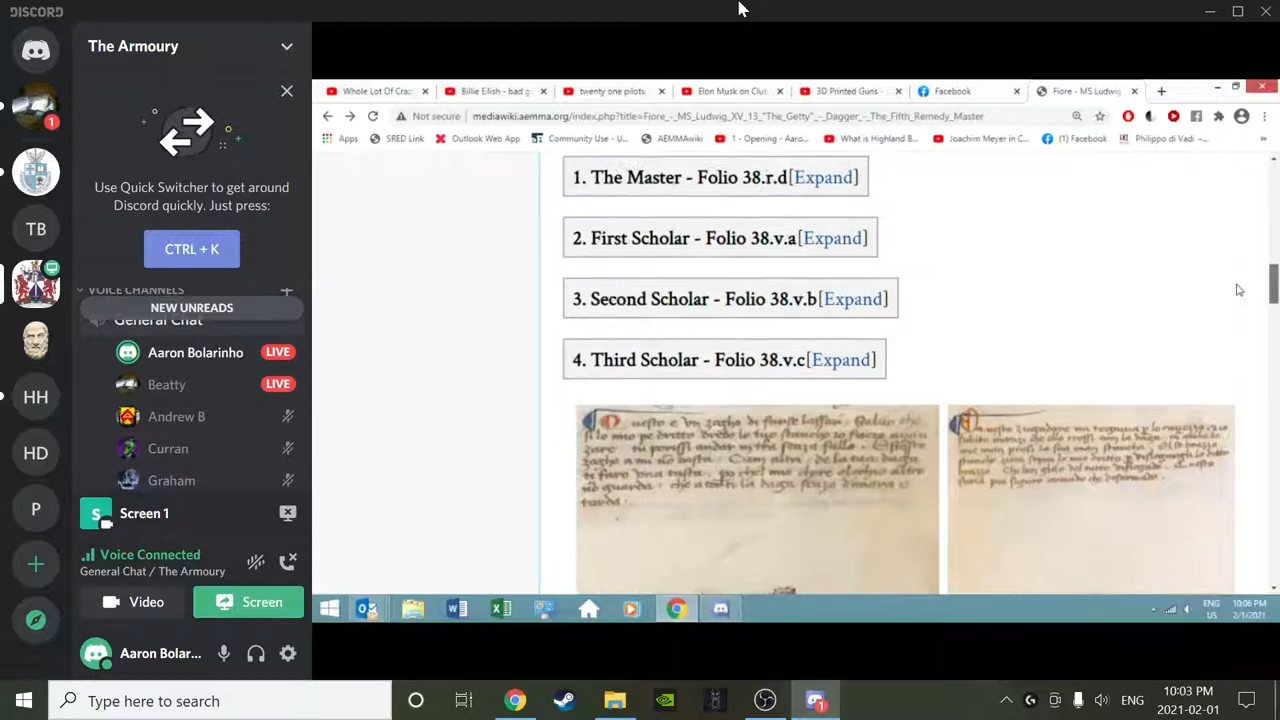 DISCORD
The Armoury
Use Quick Switcher to get around
Discord quickly. Just press:
CTRL + K
VOICE CHANNELS
NEW UNREADS
General Chat
Aaron Bolarinho LIVE
Beatty LIVE
Andrew B
Curran
Graham
TB
HH
HD
P
1
S Screen 1
Voice Connected
General Chat / The Armoury
Video Screen
Aaron Bolar...
Whole Lot Of Cra
Billie Eilish - bad g
twenty one pilots
Elon Musk on Clu
3D Printed Guns -
Facebook
Fiore - MS Ludwig
Not secure mediawiki.aemma.org/index.php?title=Fiore_-_MS_Ludwig_XV_13_"The_Getty"_-_Dagger_-_The_Filth_Remedy_Master
Apps
SRED Link
Outlook Web App
Community Use - U...
AEMMAwiki
1 - Opening - Aaro...
What is Highland B...
Joachim Meyer in C...
(1) Facebook
Philippo di Vadi –...
»
1. The Master - Folio 38.r.d[Expand]
2. First Scholar - Folio 38.v.a[Expand]
3. Second Scholar - Folio 38.v.b[Expand]
4. Third Scholar - Folio 38.v.c[Expand]
ENG
US
10:06 PM
2/1/2021
Type here to search
1
ENG
10:03 PM
2021-02-01